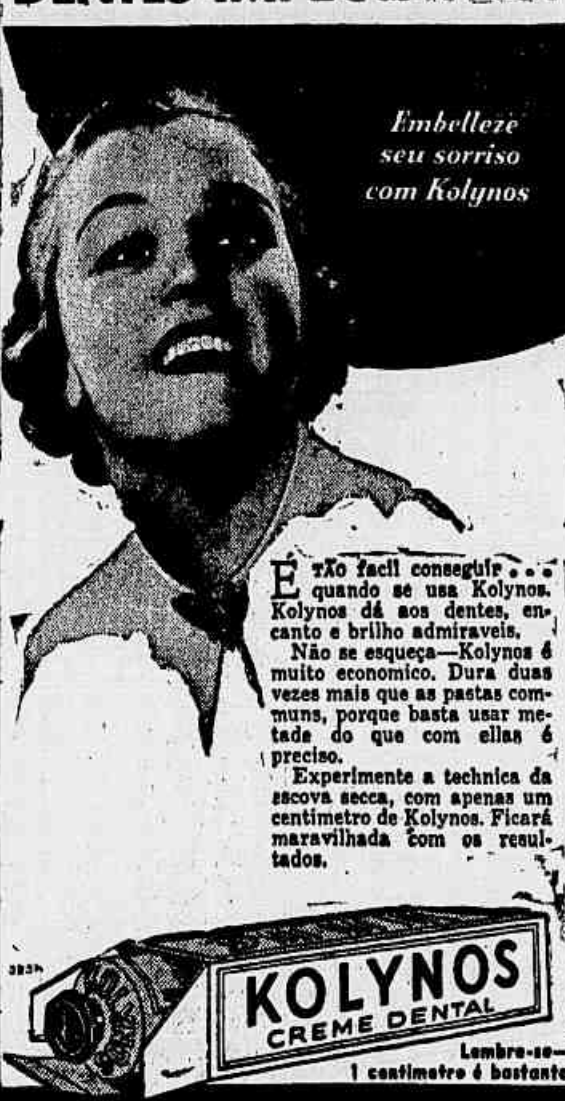 Embelleze
seu sorriso
com Kolynos
É TÃO facil conseguir...
quando se usa Kolynos.
Kolynos dá aos dentes, en-
canto e brilho admiraveis.
Não se esqueça—Kolynos é
muito economico. Dura duas
vezes mais que as pastas com-
muns, porque basta usar me-
tade do que com ellas é
preciso.
Experimente a technica da
escova secca, com apenas um
centimetro de Kolynos. Ficará
maravilhada com os resul-
tados.
KOLYNOS
CREME DENTAL
Lembre-se—
1 centimetro é bastante